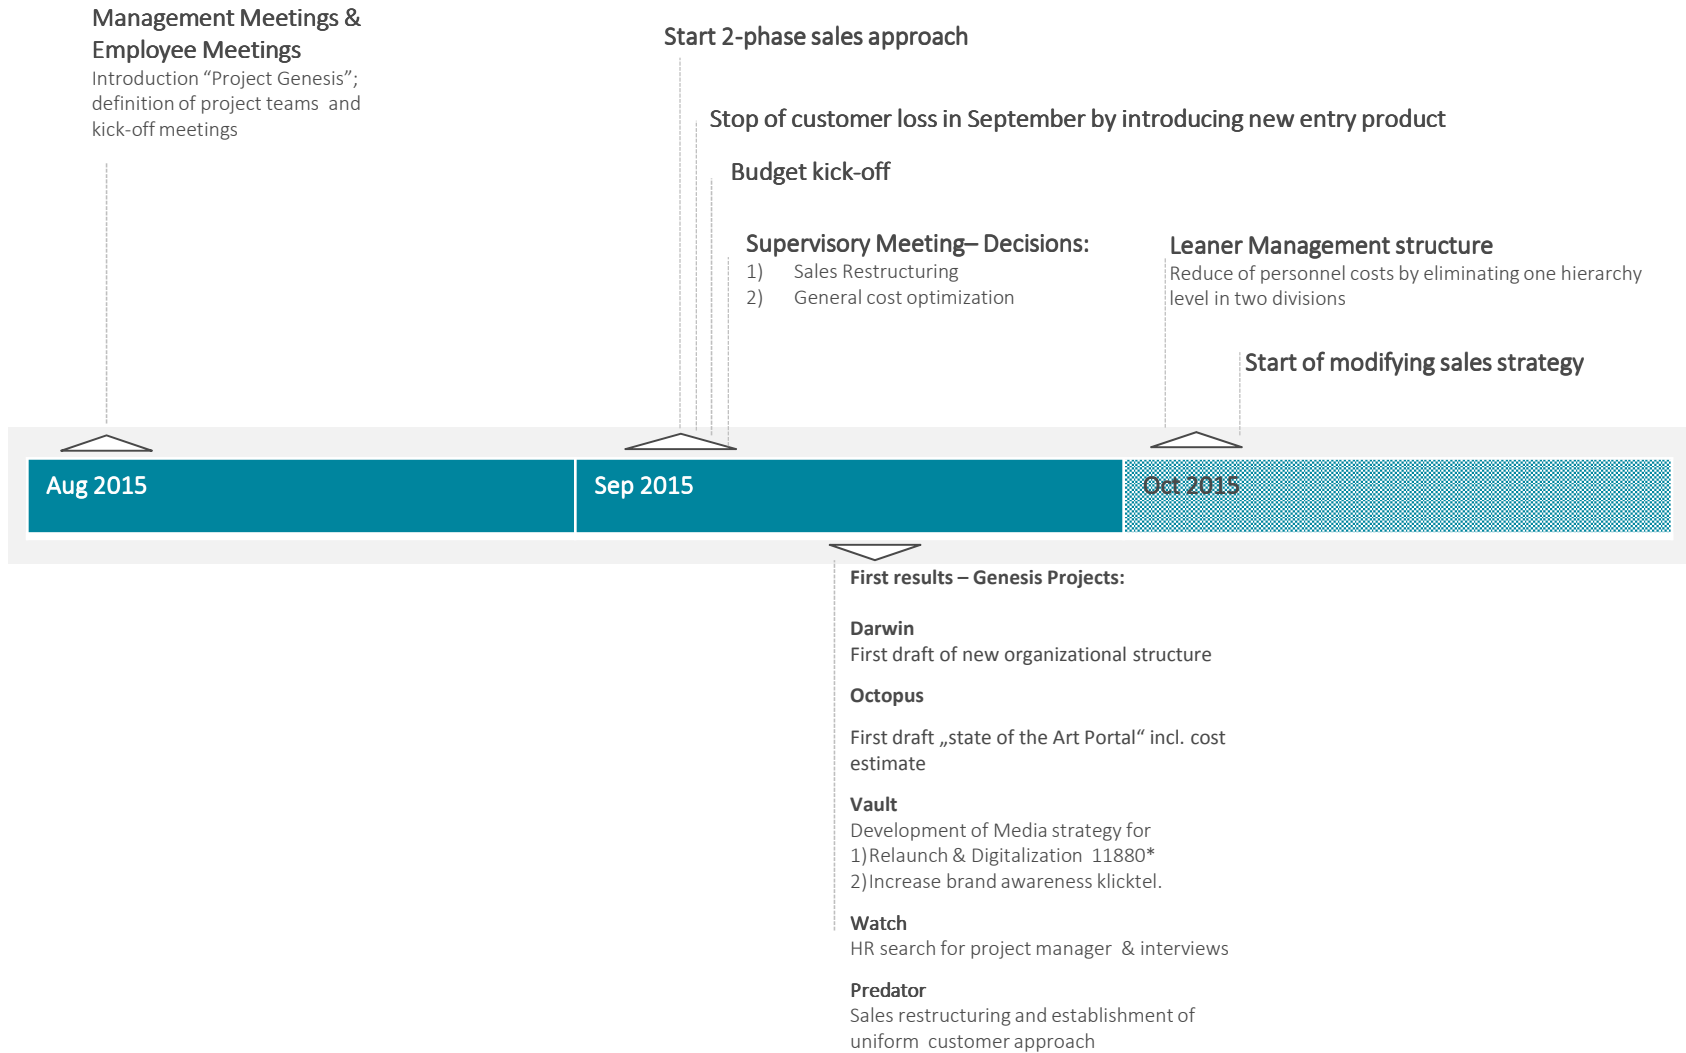 Management Meetings &
Employee Meetings
Introduction “Project Genesis”;
definition of project teams and
kick-off meetings
Start 2-phase sales approach
Stop of customer loss in September by introducing new entry product
Budget kick-off
Supervisory Meeting– Decisions:
1) Sales Restructuring
2) General cost optimization
Leaner Management structure
Reduce of personnel costs by eliminating one hierarchy
level in two divisions
Start of modifying sales strategy
Aug 2015
Sep 2015
Oct 2015
First results – Genesis Projects:
Darwin
First draft of new organizational structure
Octopus
First draft „state of the Art Portal“ incl. cost
estimate
Vault
Development of Media strategy for
1)Relaunch & Digitalization 11880*
2)Increase brand awareness klicktel.
Watch
HR search for project manager & interviews
Predator
Sales restructuring and establishment of
uniform customer approach